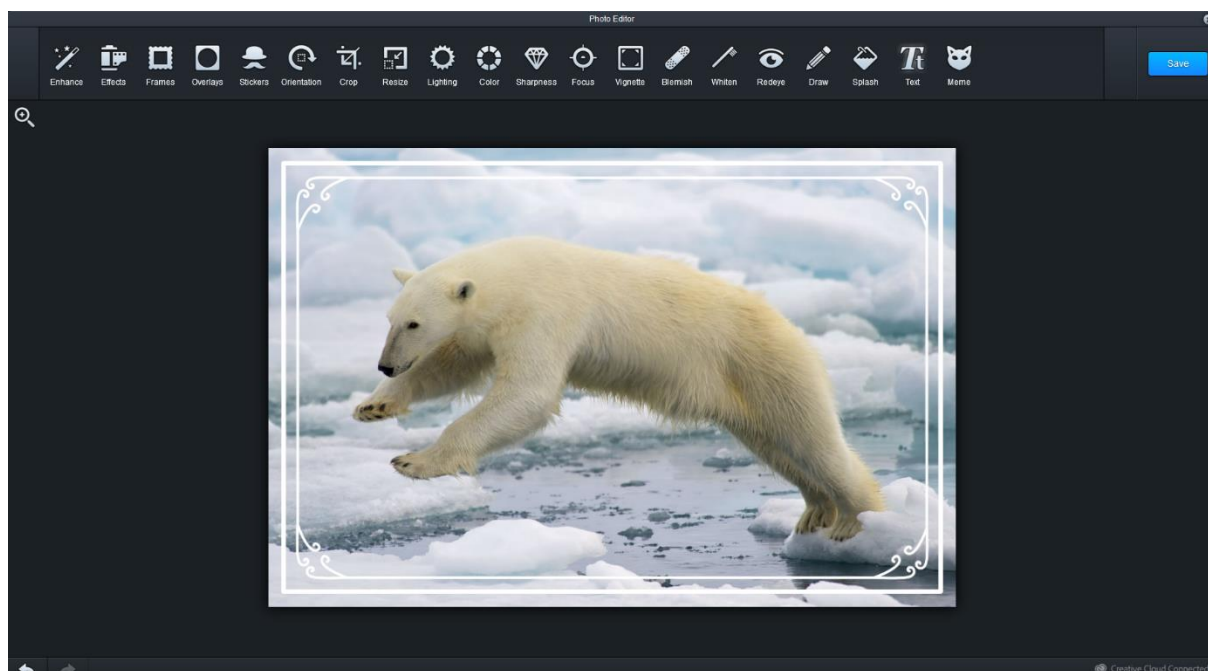 Photo Editor
Enhance Effects Frames Overlays Stickers Orientation Crop Resize Lighting Color Sharpness Focus Vignette Blemish Whiten Redeye Draw Splash Text Meme
Save
Creative Cloud Connected